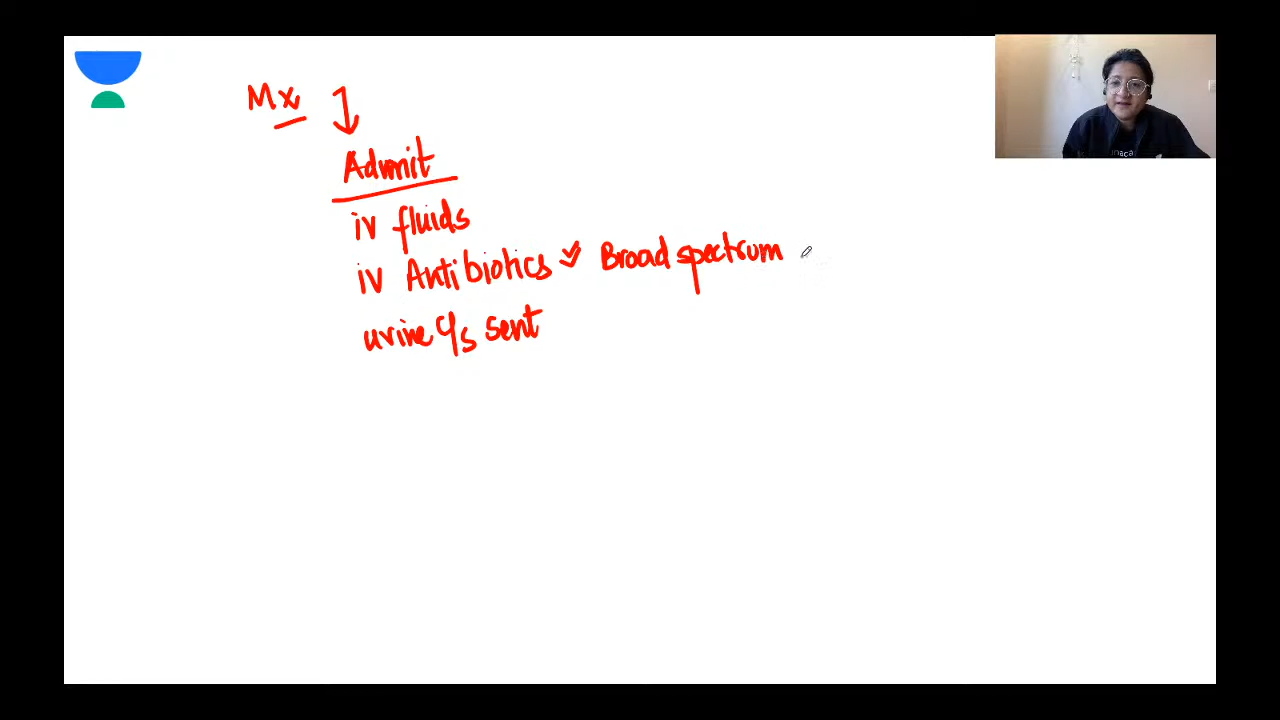 Mx
Admit
iv fluids
iv Antibiotics Broad spectrum
urine c/s sent